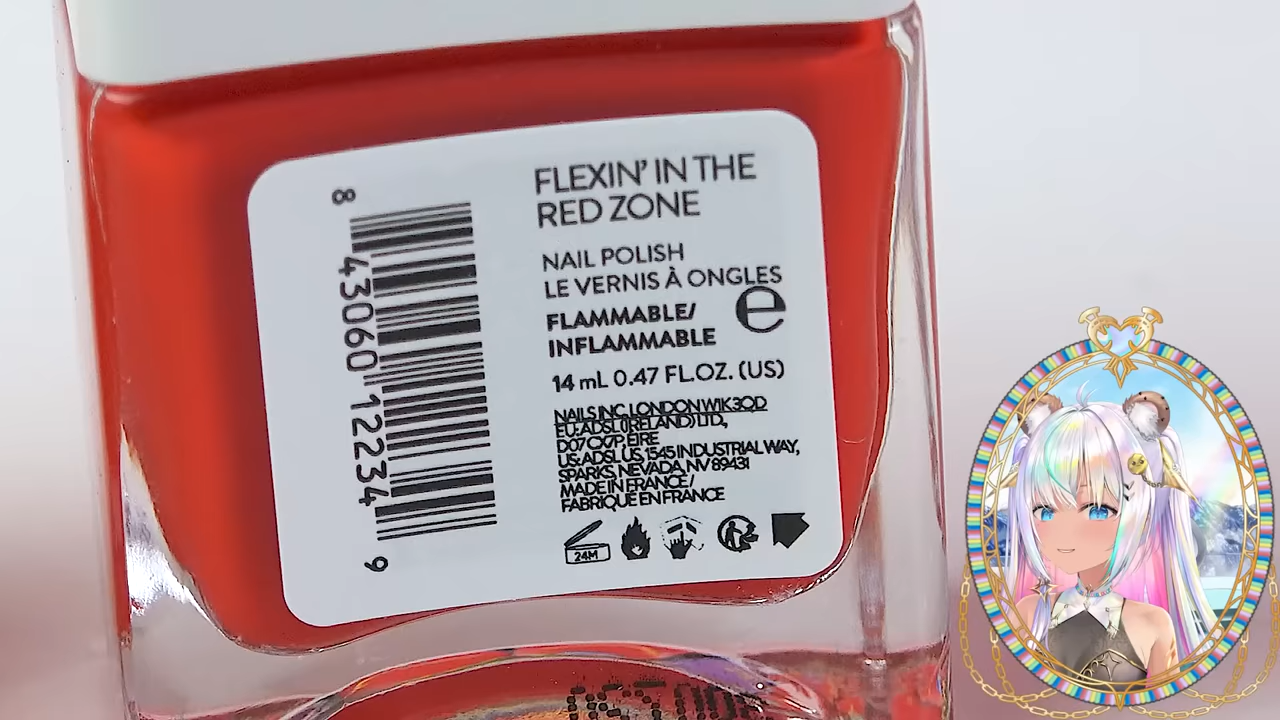 FLEXIN' IN THE
RED ZONE
NAIL POLISH
LE VERNIS À ONGLES
FLAMMABLE/
INFLAMMABLE
e
14 mL 0.47 FL.OZ. (US)
NAILS INC, LONDON W1K 3QD
EU: ADSL (IRELAND) LTD,
D07 CX7P, EIRE
US: ADSL US, 1545 INDUSTRIAL WAY,
SPARKS, NEVADA, NV 89431
MADE IN FRANCE /
FABRIQUÉ EN FRANCE
24M
8 43060 12234 9